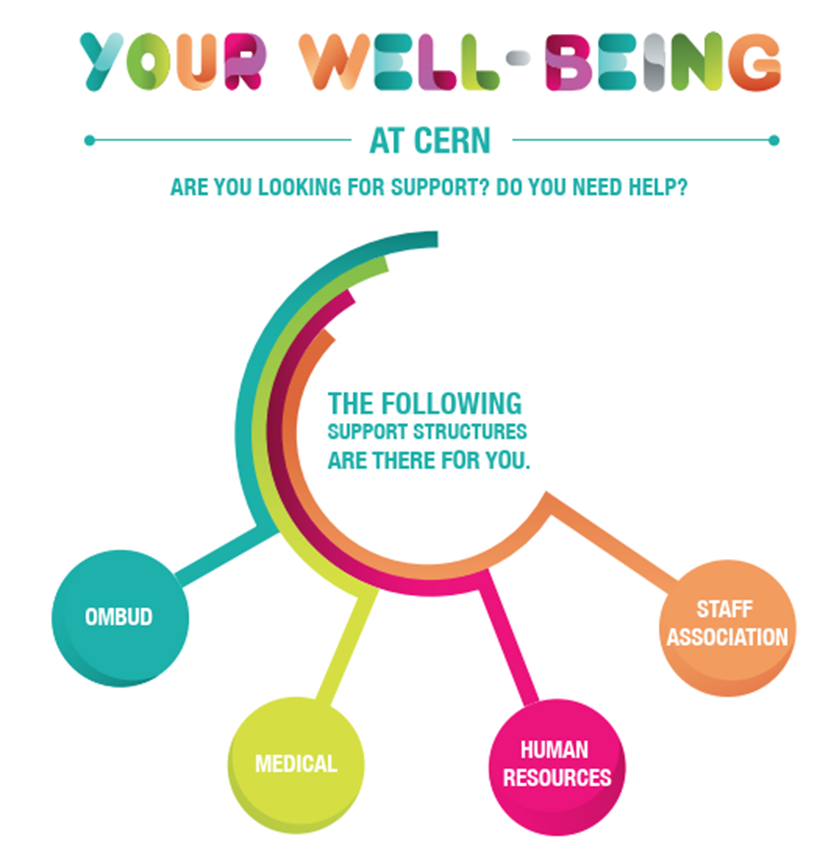 YOUR WELL-BEING
AT CERN
ARE YOU LOOKING FOR SUPPORT? DO YOU NEED HELP?
THE FOLLOWING
SUPPORT STRUCTURES
ARE THERE FOR YOU.
OMBUD
STAFF
ASSOCIATION
MEDICAL
HUMAN
RESOURCES